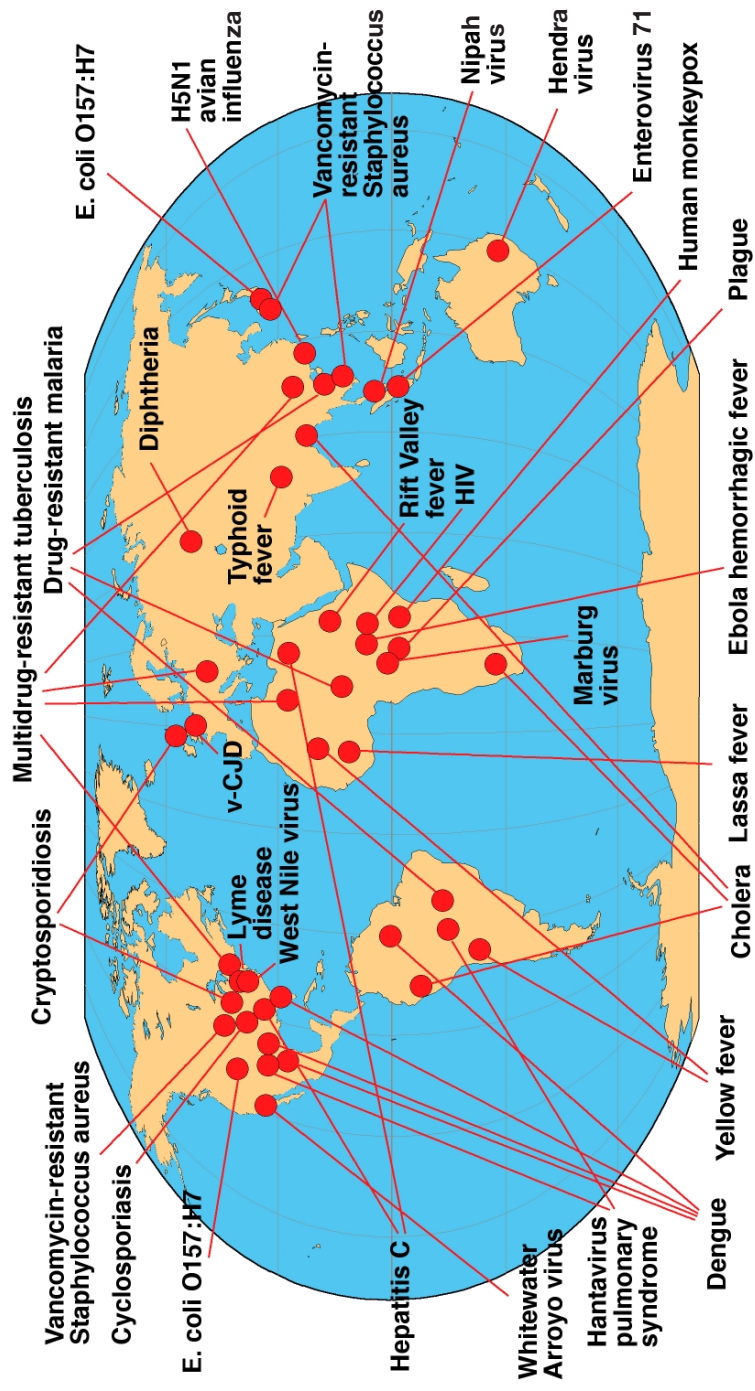 Multidrug-resistant tuberculosis
Drug-resistant malaria
E. coli O157:H7
H5N1
avian
influenza
Vancomycin-
resistant
Staphylococcus
aureus
Nipah
virus
Hendra
virus
Enterovirus 71
Human monkeypox
Plague
Ebola hemorrhagic fever
Lassa fever
Cholera
Yellow fever
Dengue
Hantavirus
pulmonary
syndrome
Whitewater
Arroyo virus
Hepatitis C
E. coli O157:H7
Cyclosporiasis
Vancomycin-resistant
Staphylococcus aureus
Cryptosporidiosis
Diphtheria
Typhoid
fever
Rift Valley
fever
HIV
Marburg
virus
v-CJD
Lyme
disease
West Nile virus